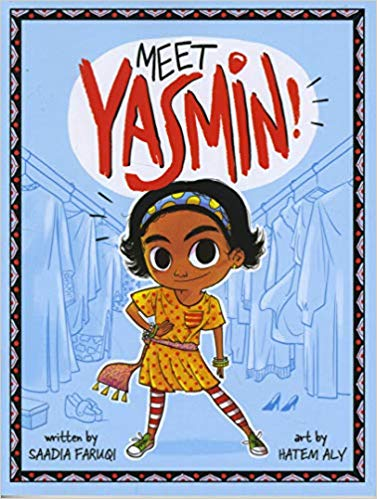 MEET
YASMIN!
written by
SAADIA FARUQI
art by
HATEM ALY